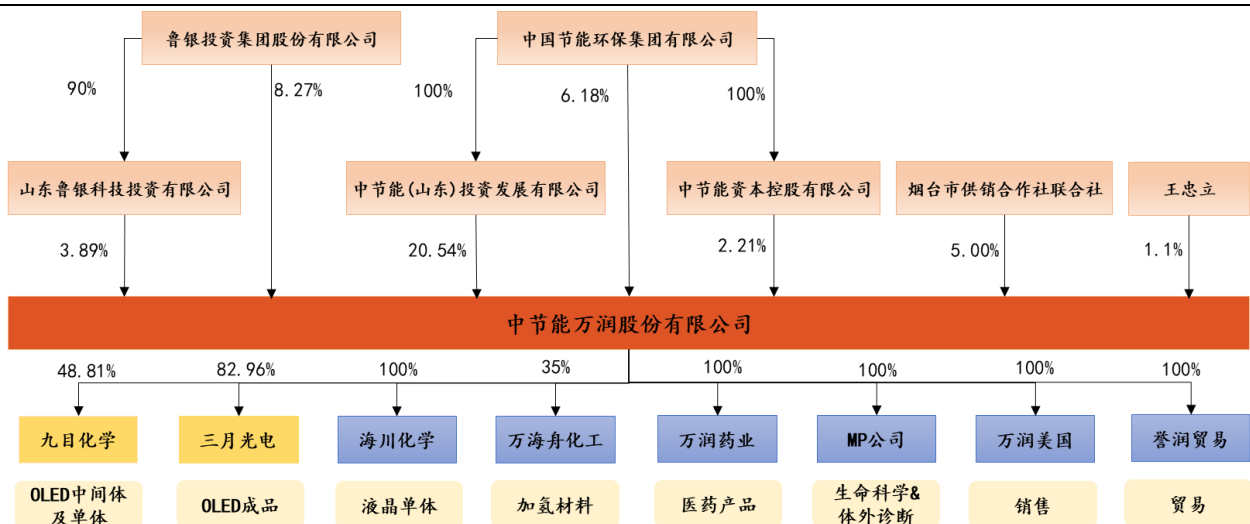 鲁银投资集团股份有限公司
中国节能环保集团有限公司
90%
8.27%
100%
6.18%
100%
山东鲁银科技投资有限公司
中节能(山东)投资发展有限公司
中节能资本控股有限公司
烟台市供销合作社联合社
王忠立
3.89%
20.54%
2.21%
5.00%
1.1%
中节能万润股份有限公司
48.81%
82.96%
100%
35%
100%
100%
100%
100%
九目化学
三月光电
海川化学
万海舟化工
万润药业
MP公司
万润美国
誉润贸易
OLED中间体
及单体
OLED成品
液晶单体
加氢材料
医药产品
生命科学&
体外诊断
销售
贸易